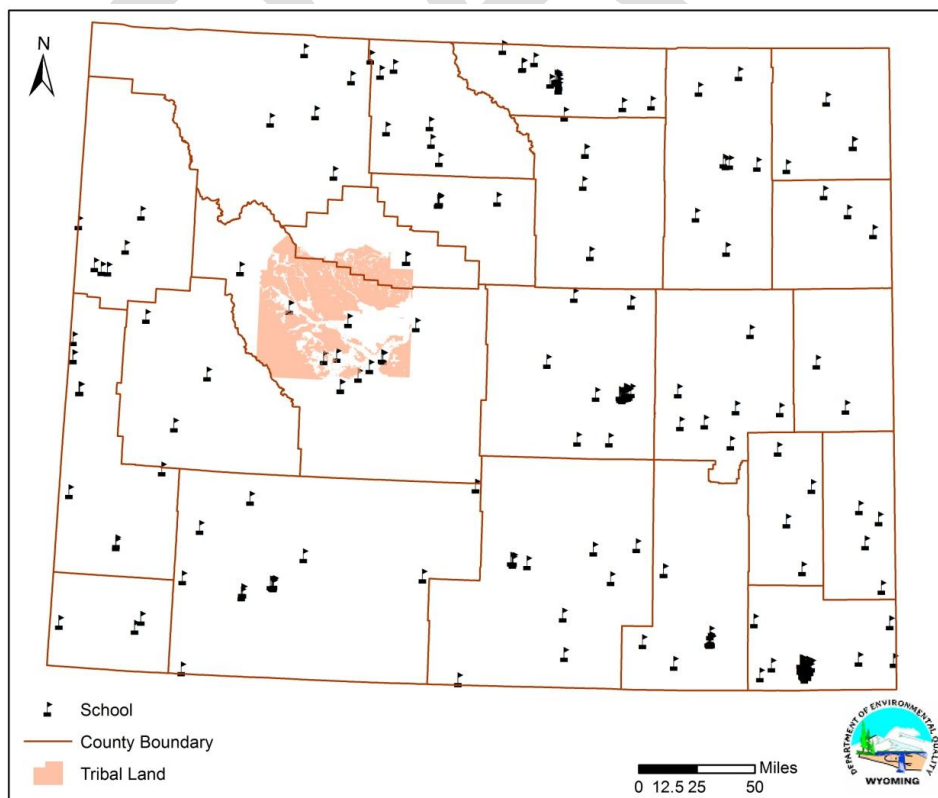 N
School
County Boundary
Tribal Land
Miles
0 12.5 25 50
DEPARTMENT OF ENVIRONMENTAL QUALITY
WYOMING